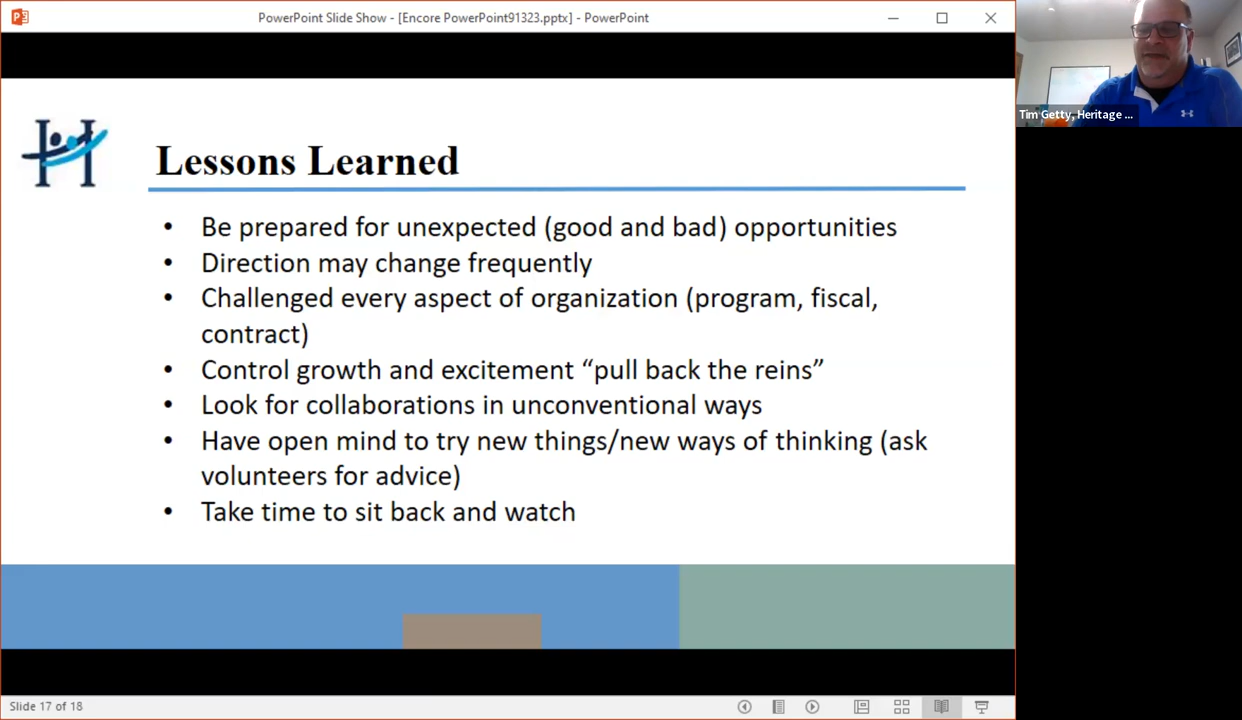 PowerPoint Slide Show - [Encore PowerPoint91323.pptx] - PowerPoint
Tim Getty, Heritage ...
H
Lessons Learned
• Be prepared for unexpected (good and bad) opportunities
• Direction may change frequently
• Challenged every aspect of organization (program, fiscal,
contract)
• Control growth and excitement “pull back the reins”
• Look for collaborations in unconventional ways
• Have open mind to try new things/new ways of thinking (ask
volunteers for advice)
• Take time to sit back and watch
Slide 17 of 18